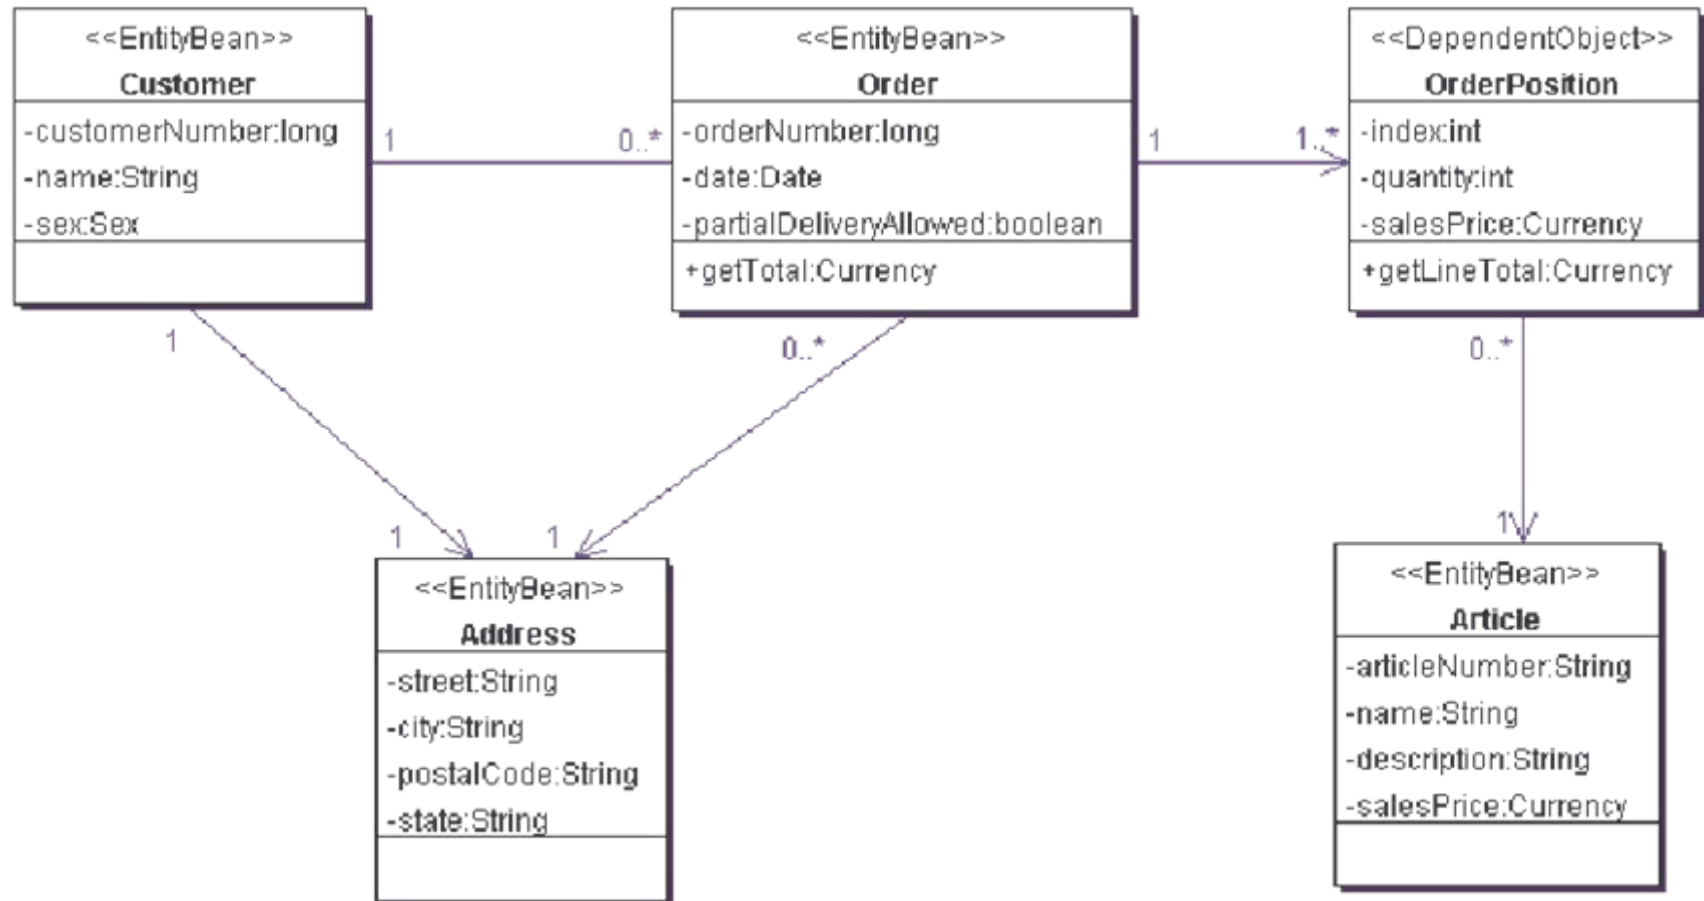 <<EntityBean>>
Customer
-customerNumber:long
-name:String
-sex:Sex
1
0..*
<<EntityBean>>
Order
-orderNumber:long
-date:Date
-partialDeliveryAllowed:boolean
+getTotal:Currency
1
1..*
<<DependentObject>>
OrderPosition
-index:int
-quantity:int
-salesPrice:Currency
+getLineTotal:Currency
1
0..*
0..*
1
1
1
<<EntityBean>>
Address
-street:String
-city:String
-postalCode:String
-state:String
<<EntityBean>>
Article
-articleNumber:String
-name:String
-description:String
-salesPrice:Currency